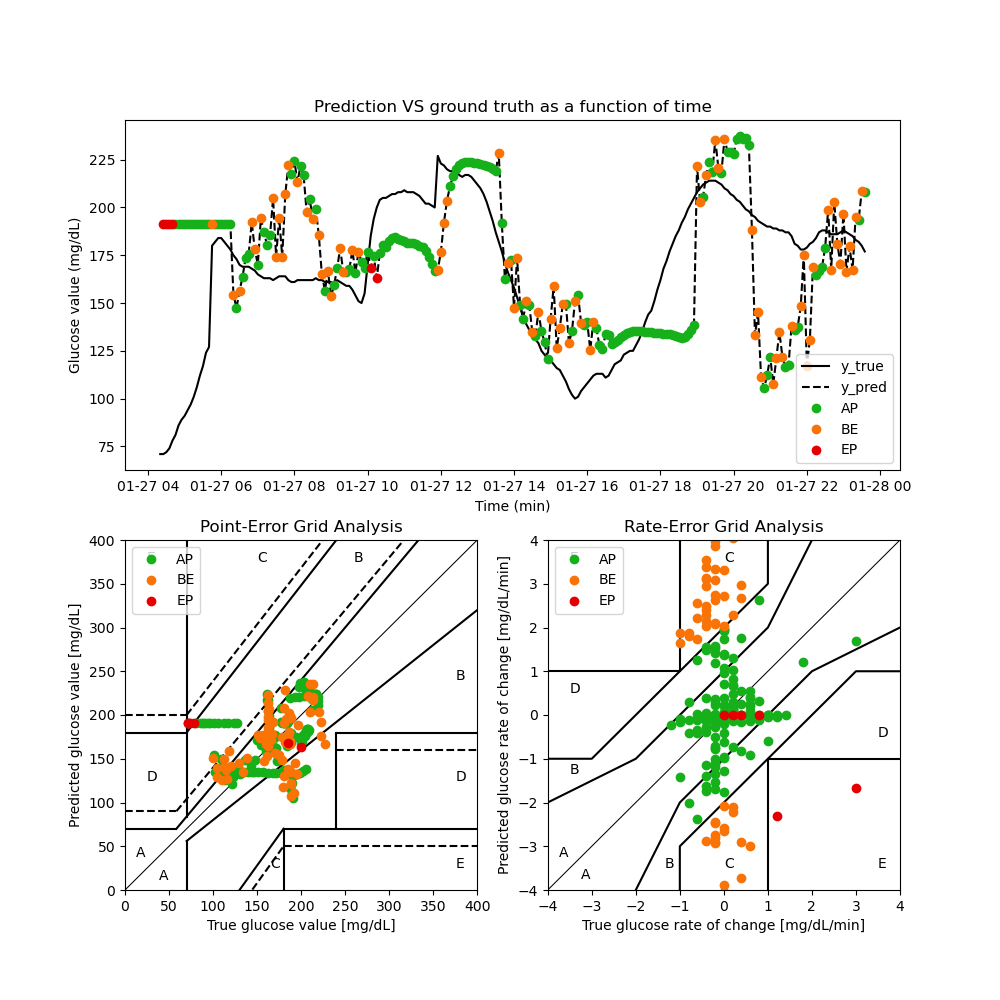 Prediction VS ground truth as a function of time
Glucose value (mg/dL)
225
200
175
150
125
100
75
y_true
y_pred
AP
BE
EP
01-27 04 01-27 06 01-27 08 01-27 10 01-27 12 01-27 14 01-27 16 01-27 18 01-27 20 01-27 22 01-28 00
Time (min)
Point-Error Grid Analysis
Predicted glucose value [mg/dL]
400
350
300
250
200
150
100
50
0
AP
BE
EP
C B
B
D D
A
A
C E
0 50 100 150 200 250 300 350 400
True glucose value [mg/dL]
Rate-Error Grid Analysis
Predicted glucose rate of change [mg/dL/min]
4
3
2
1
0
−1
−2
−3
−4
AP
BE
EP
C
D
D
B
A
A
B C E
−4 −3 −2 −1 0 1 2 3 4
True glucose rate of change [mg/dL/min]